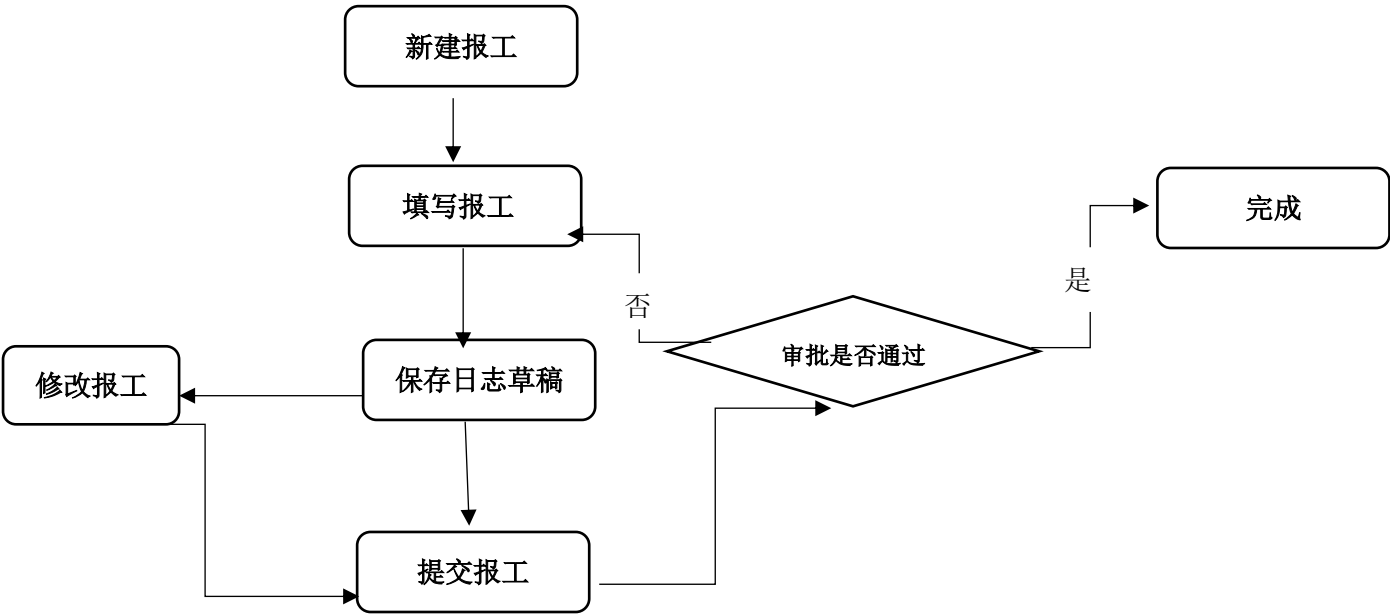 新建报工
填写报工
完成
是
否
审批是否通过
保存日志草稿
修改报工
提交报工